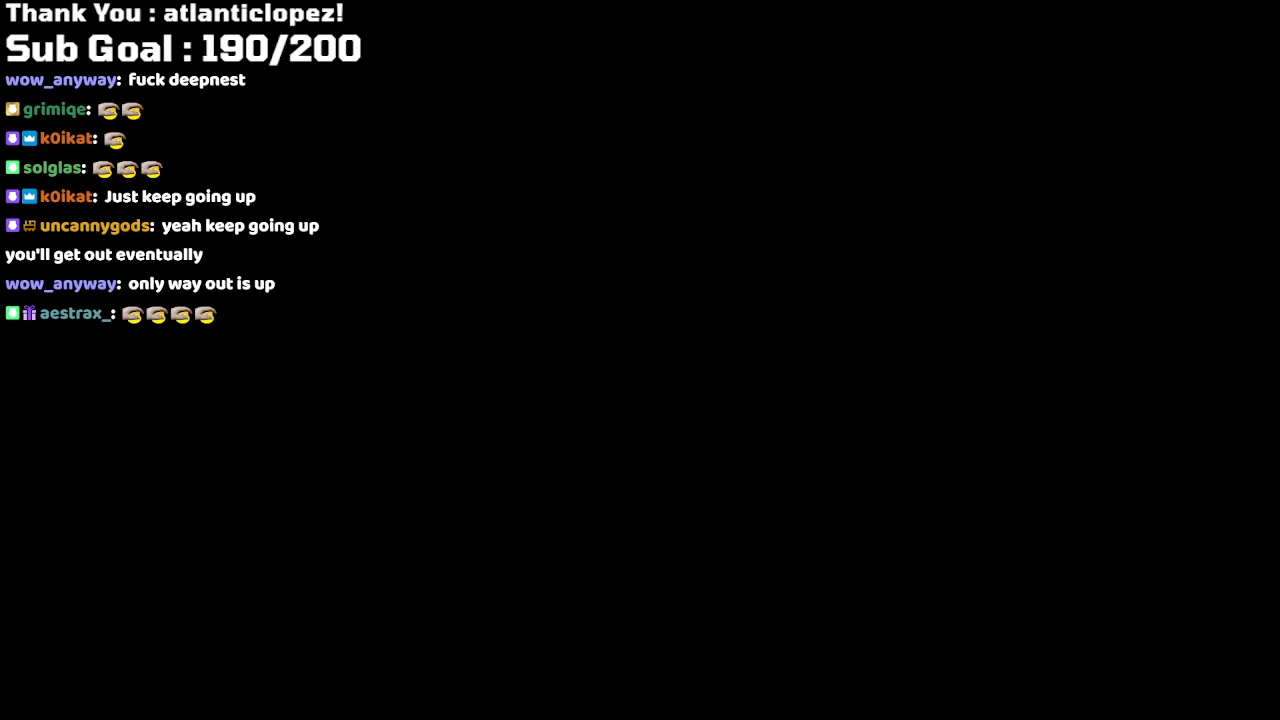 Thank You : atlanticlopez!
Sub Goal : 190/200
wow_anyway: fuck deepnest
grimiqe:
k0ikat:
solglas:
k0ikat: Just keep going up
uncannygods: yeah keep going up
you'll get out eventually
wow_anyway: only way out is up
aestrax_: